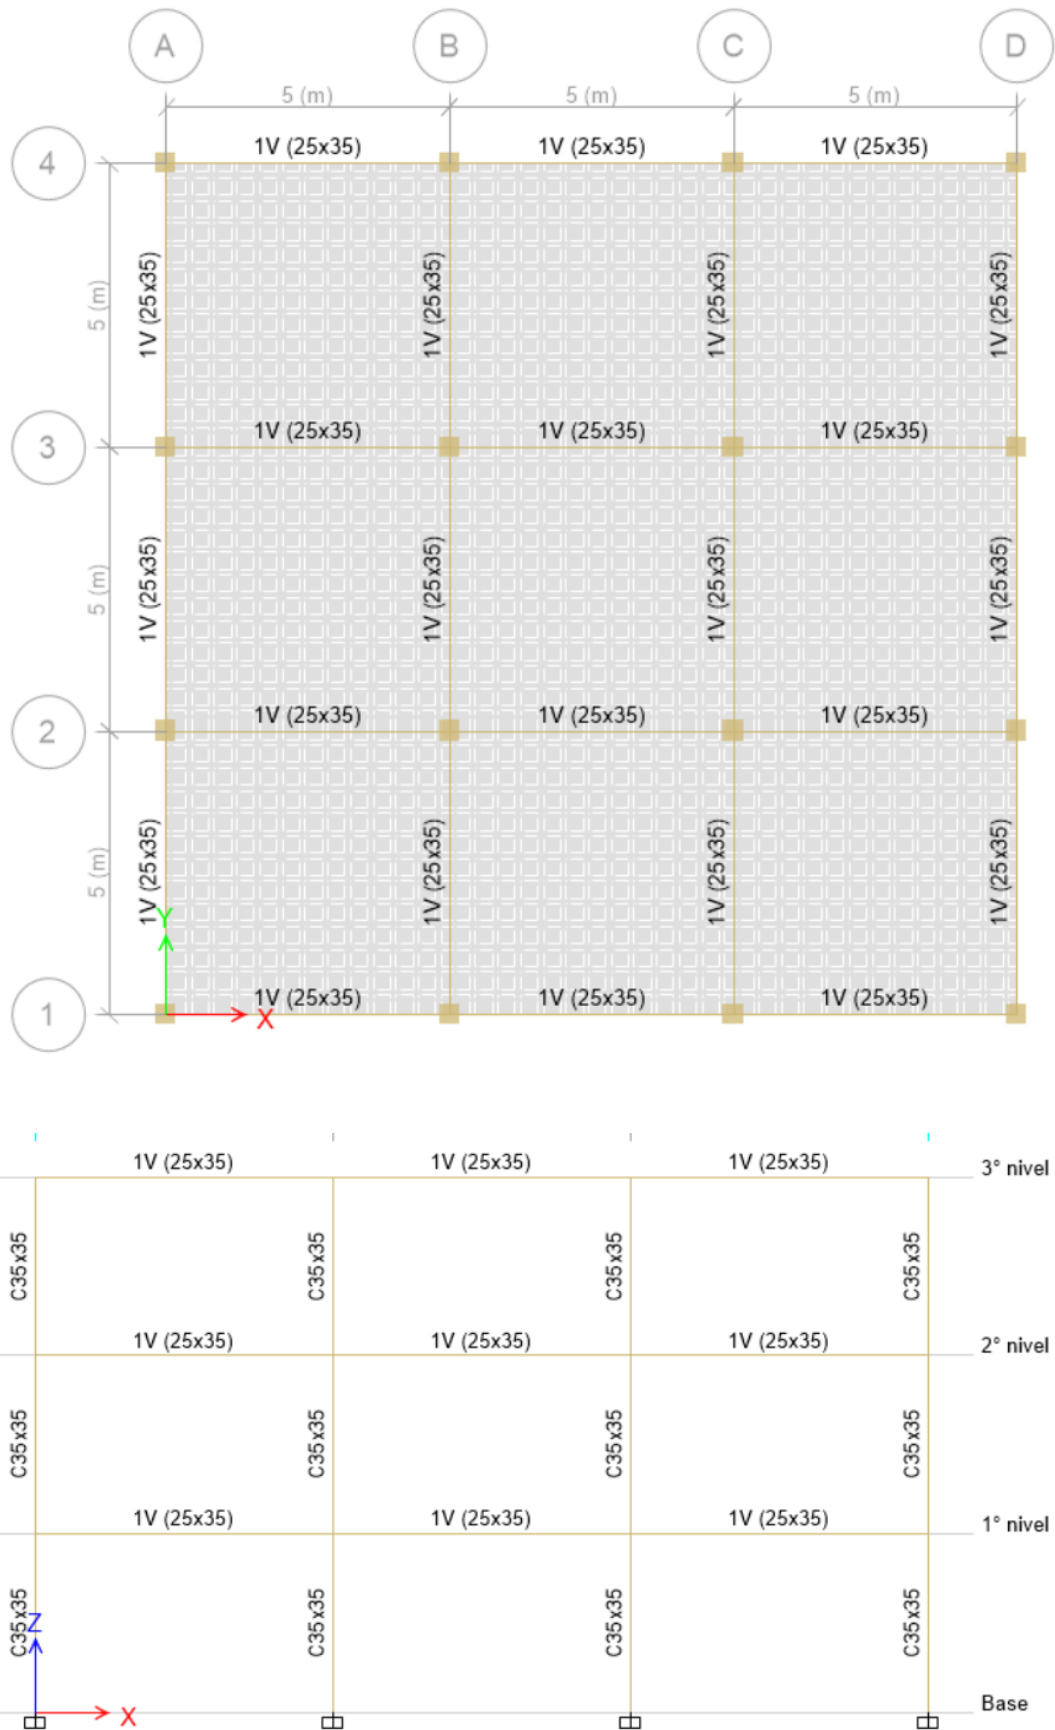 A B C D
5 (m) 5 (m) 5 (m)
1V (25x35) 1V (25x35) 1V (25x35)
4
1V (25x35) 1V (25x35) 1V (25x35) 1V (25x35)
5 (m)
1V (25x35) 1V (25x35) 1V (25x35)
3
1V (25x35) 1V (25x35) 1V (25x35) 1V (25x35)
5 (m)
1V (25x35) 1V (25x35) 1V (25x35)
2
1V (25x35) 1V (25x35) 1V (25x35) 1V (25x35)
5 (m)
Y
1V (25x35) 1V (25x35) 1V (25x35)
1
X
1V (25x35) 1V (25x35) 1V (25x35)
3° nivel
C35x35 C35x35 C35x35 C35x35
1V (25x35) 1V (25x35) 1V (25x35)
2° nivel
C35x35 C35x35 C35x35 C35x35
1V (25x35) 1V (25x35) 1V (25x35)
1° nivel
C35x35 C35x35 C35x35 C35x35
Z
Base
X